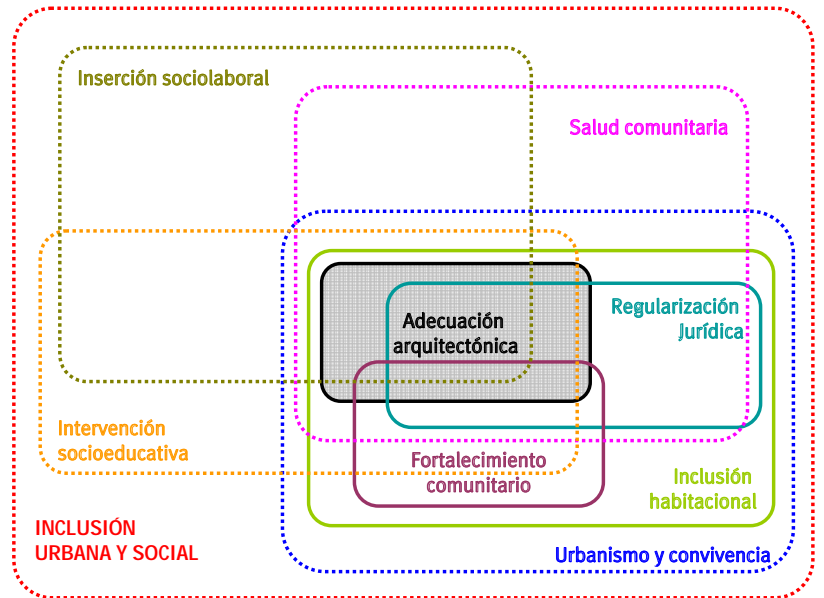 Inserción sociolaboral
Salud comunitaria
Adecuación
arquitectónica
Regularización
Jurídica
Intervención
socioeducativa
Fortalecimiento
comunitario
Inclusión
habitacional
INCLUSIÓN
URBANA Y SOCIAL
Urbanismo y convivencia